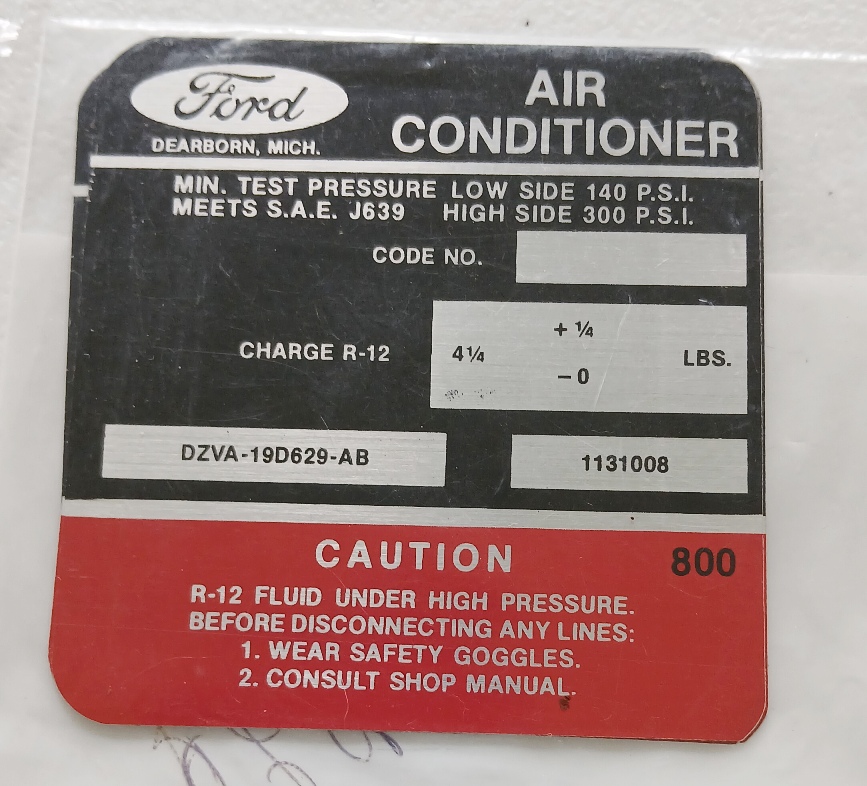 Ford
DEARBORN, MICH.
AIR
CONDITIONER
MIN. TEST PRESSURE LOW SIDE 140 P.S.I.
MEETS S.A.E. J639 HIGH SIDE 300 P.S.I.
CODE NO.
CHARGE R-12 4¼ + ¼ - 0 LBS.
DZVA-19D629-AB 1131008
CAUTION 800
R-12 FLUID UNDER HIGH PRESSURE.
BEFORE DISCONNECTING ANY LINES:
1. WEAR SAFETY GOGGLES.
2. CONSULT SHOP MANUAL.